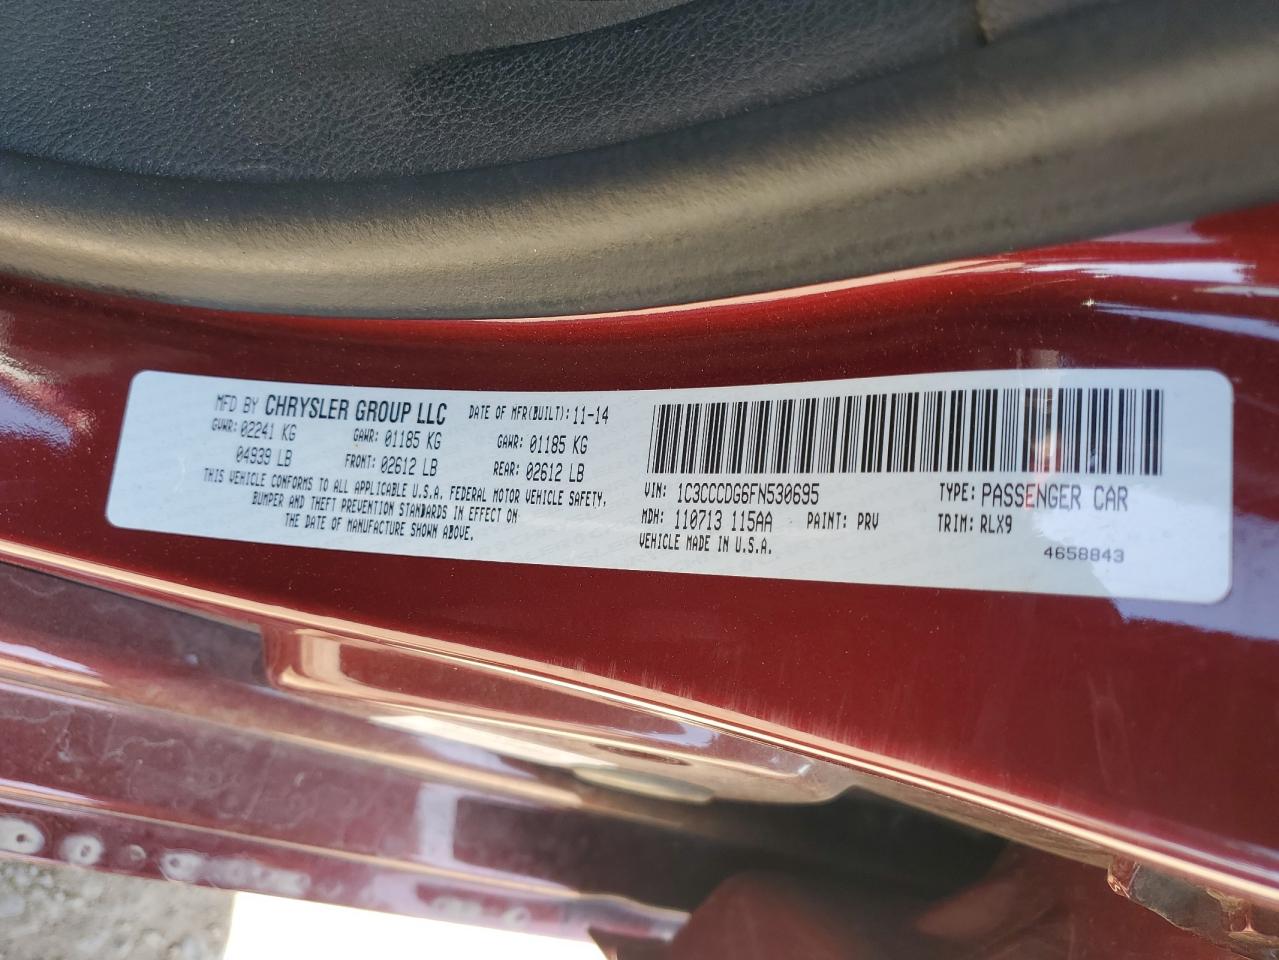 MFD BY CHRYSLER GROUP LLC DATE OF MFR(BUILT): 11-14
GVWR: 02241 KG GAWR: 01185 KG GAWR: 01185 KG
04939 LB FRONT: 02612 LB REAR: 02612 LB
THIS VEHICLE CONFORMS TO ALL APPLICABLE U.S.A. FEDERAL MOTOR VEHICLE SAFETY,
BUMPER AND THEFT PREVENTION STANDARDS IN EFFECT ON
THE DATE OF MANUFACTURE SHOWN ABOVE.
VIN: 1C3CCCDG6FN530695 TYPE: PASSENGER CAR
MDH: 110713 115AA PAINT: PRV TRIM: RLX9
VEHICLE MADE IN U.S.A.
4658843